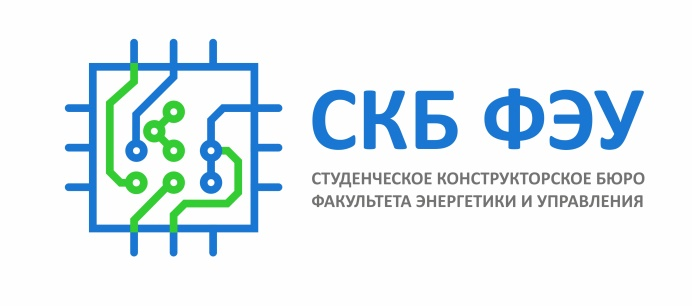 СКБ ФЭУ
СТУДЕНЧЕСКОЕ КОНСТРУКТОРСКОЕ БЮРО
ФАКУЛЬТЕТА ЭНЕРГЕТИКИ И УПРАВЛЕНИЯ